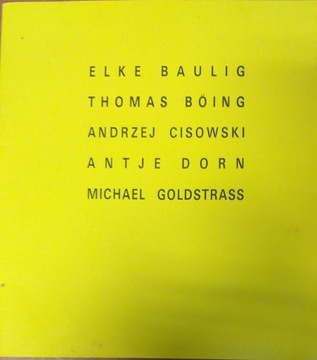 ELKE BAULIG
THOMAS BÖING
ANDRZEJ CISOWSKI
ANTJE DORN
MICHAEL GOLDSTRASS